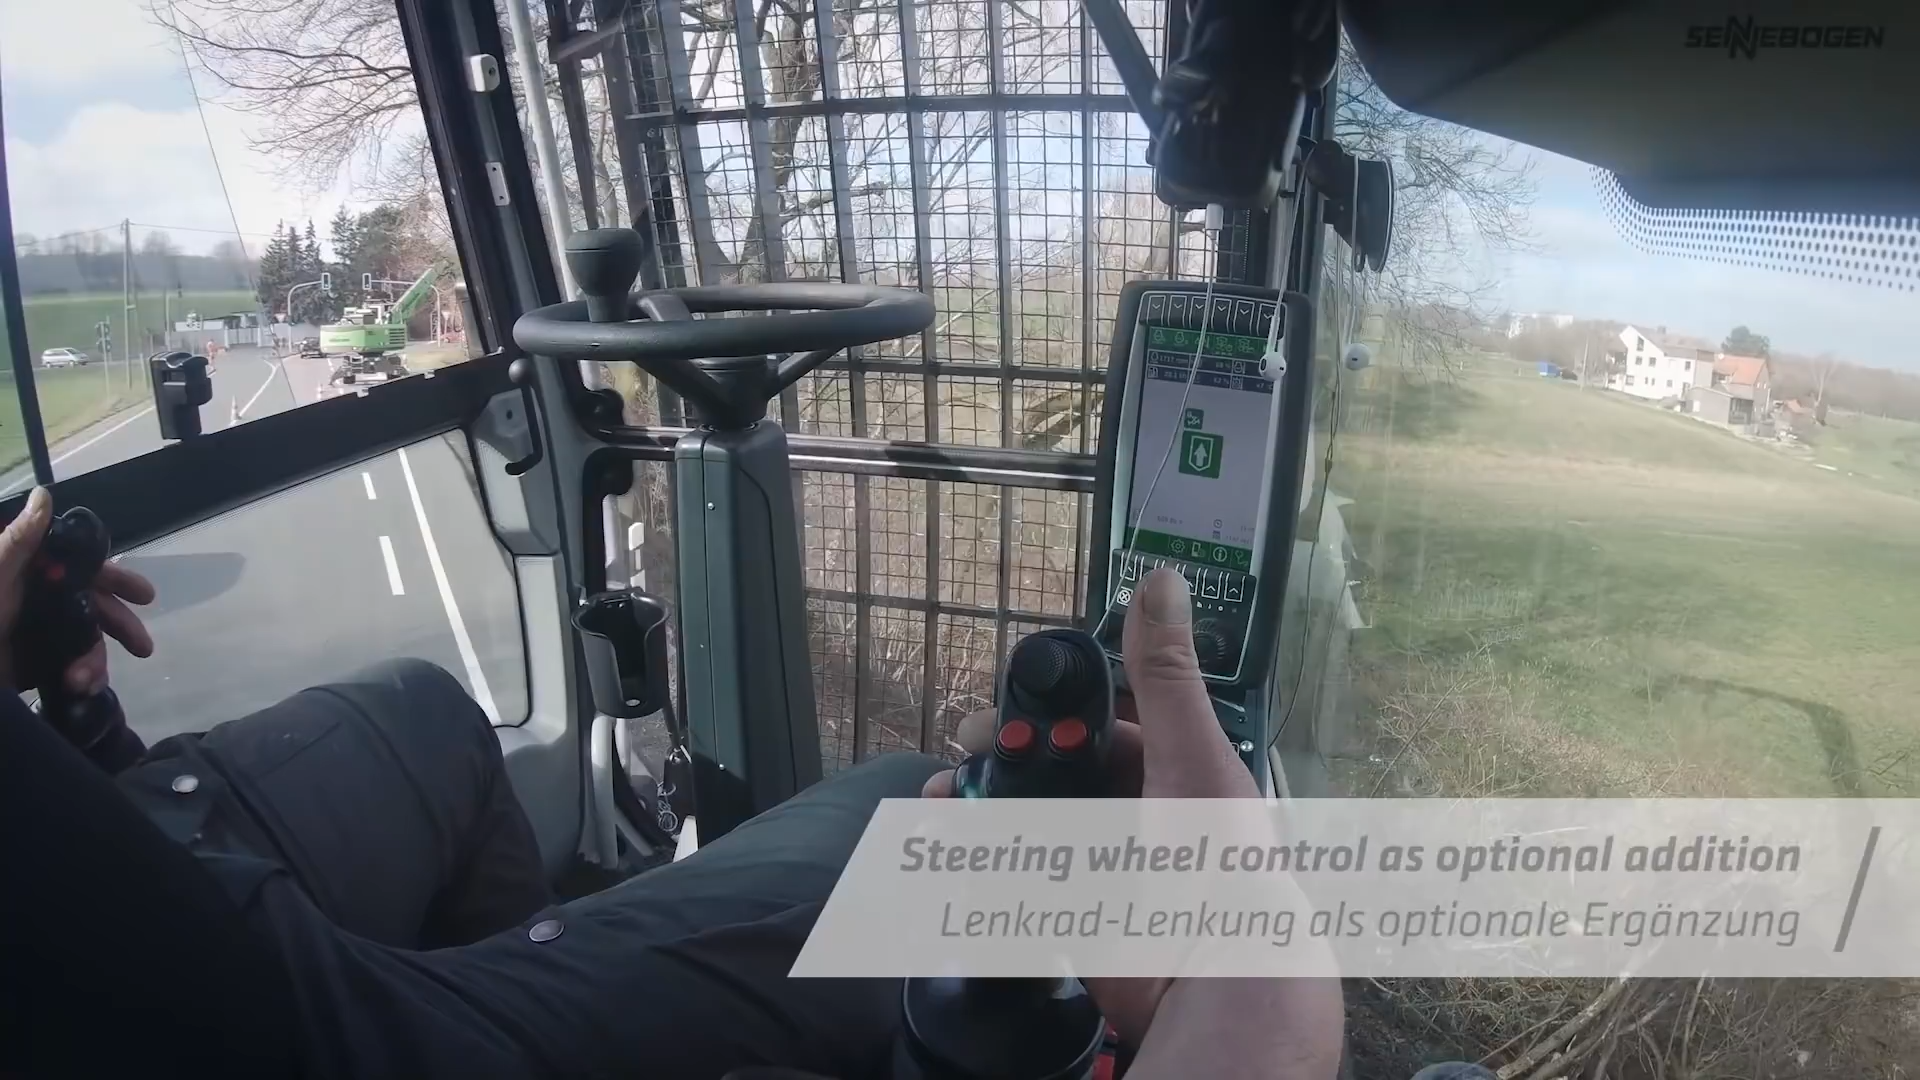 SENNEBOGEN
Steering wheel control as optional addition
Lenkrad-Lenkung als optionale Ergänzung